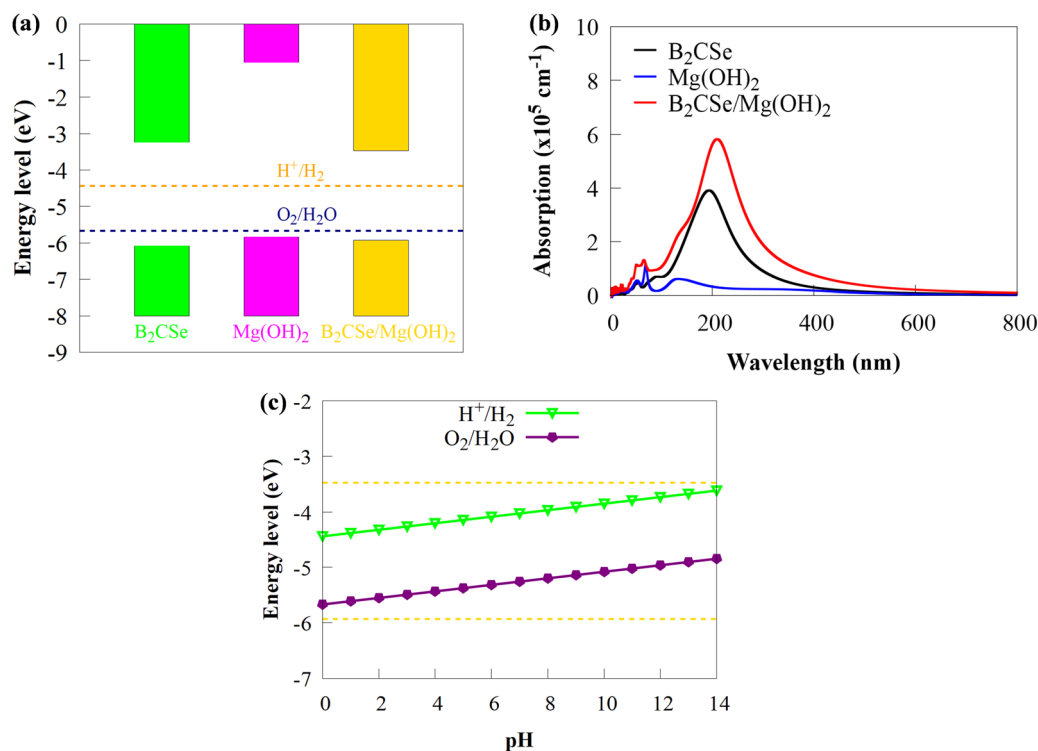 (a)
Energy level (eV)
0
-1
-2
-3
-4
-5
-6
-7
-8
-9
H⁺/H₂
O₂/H₂O
B₂CSe
Mg(OH)₂
B₂CSe/Mg(OH)₂
(b)
Absorption (x10⁵ cm⁻¹)
10
8
6
4
2
0
B₂CSe
Mg(OH)₂
B₂CSe/Mg(OH)₂
0 200 400 600 800
Wavelength (nm)
(c)
Energy level (eV)
-2
-3
-4
-5
-6
-7
H⁺/H₂
O₂/H₂O
0 2 4 6 8 10 12 14
pH